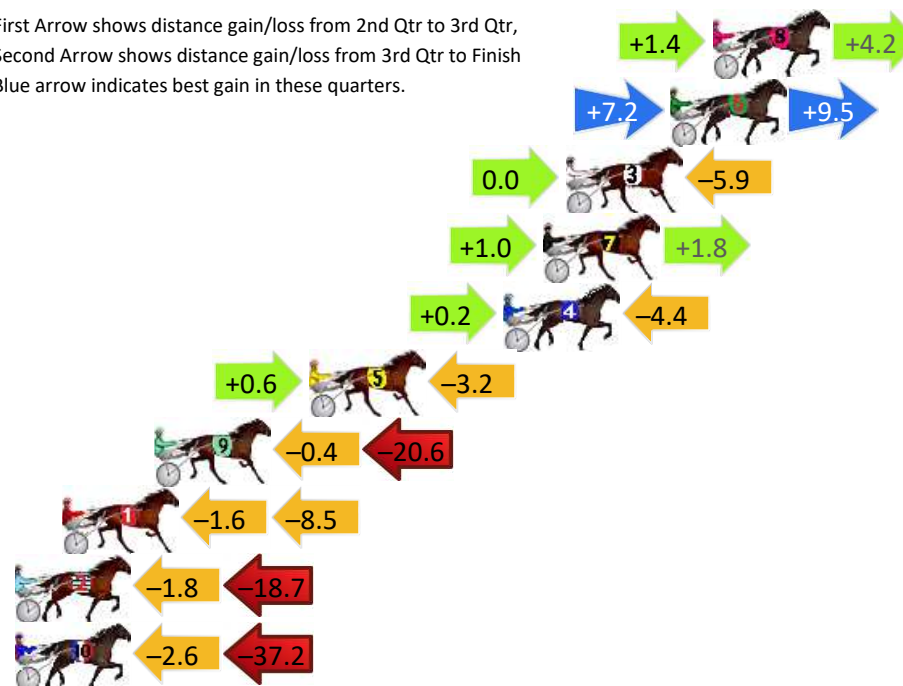 First Arrow shows distance gain/loss from 2nd Qtr to 3rd Qtr,
Second Arrow shows distance gain/loss from 3rd Qtr to Finish
Blue arrow indicates best gain in these quarters.
+1.4 8 +4.2
+7.2 6 +9.5
0.0 3 –5.9
+1.0 7 +1.8
+0.2 4 –4.4
+0.6 5 –3.2
9 –0.4 –20.6
1 –1.6 –8.5
2 –1.8 –18.7
10 –2.6 –37.2